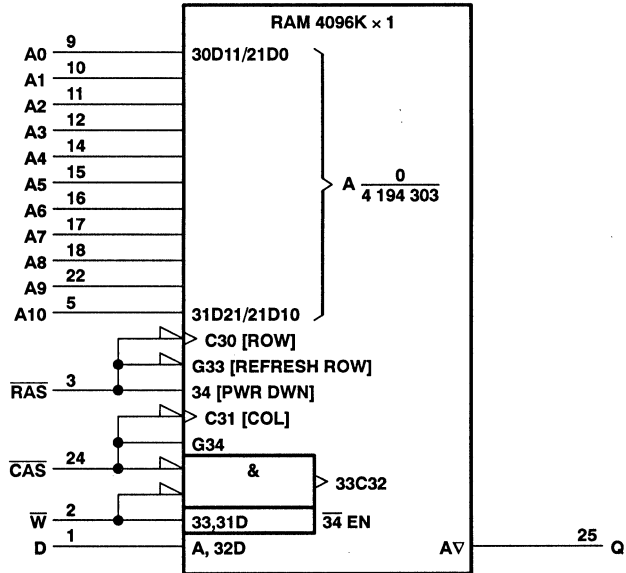 RAM 4096K × 1
A0 9 30D11/21D0
A1 10
A2 11
A3 12
A4 14
A5 15
A 0
4 194 303
A6 16
A7 17
A8 18
A9 22
A10 5 31D21/21D10
C30 [ROW]
G33 [REFRESH ROW]
RAS 3 34 [PWR DWN]
C31 [COL]
G34
CAS 24 &
33C32
W 2 33,31D 34 EN
D 1 A, 32D A▽ 25 Q